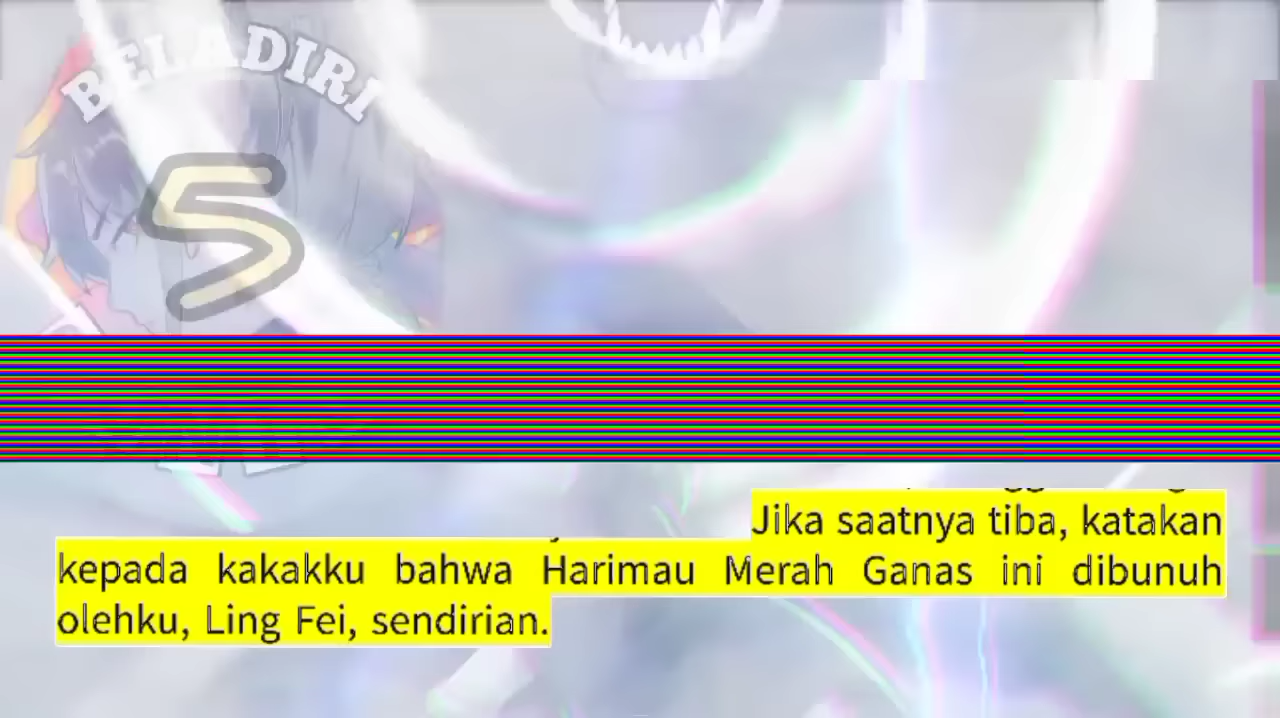 BELADIRI
5
Jika saatnya tiba, katakan
kepada kakakku bahwa Harimau Merah Ganas ini dibunuh
olehku, Ling Fei, sendirian.